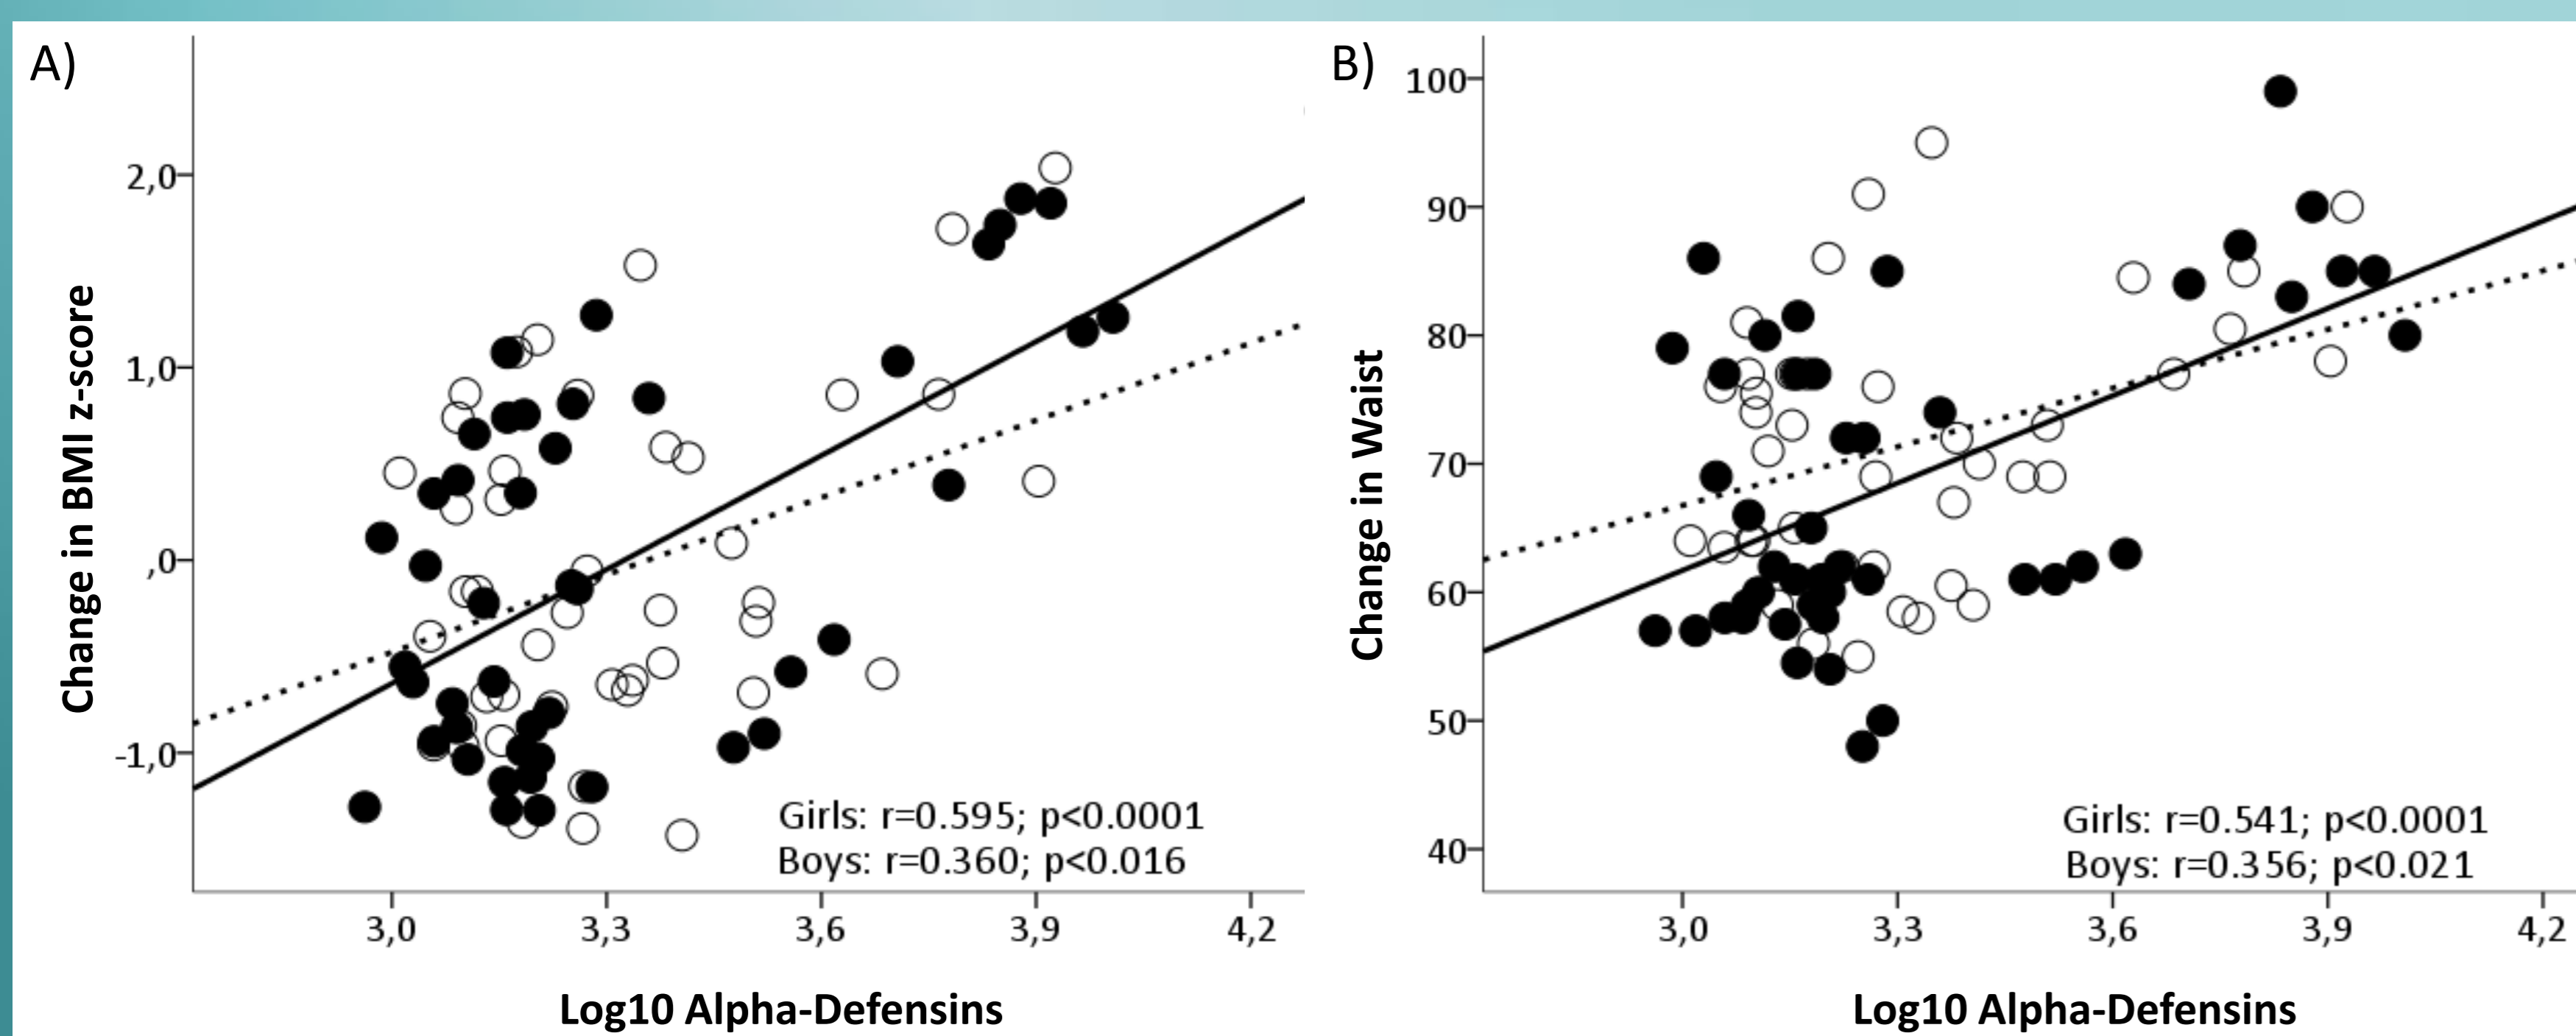 A)
Change in BMI z-score
2,0
1,0
,0
-1,0
Girls: r=0.595; p<0.0001
Boys: r=0.360; p<0.016
3,0 3,3 3,6 3,9 4,2
Log10 Alpha-Defensins
B)
Change in Waist
100
90
80
70
60
50
40
Girls: r=0.541; p<0.0001
Boys: r=0.356; p<0.021
3,0 3,3 3,6 3,9 4,2
Log10 Alpha-Defensins